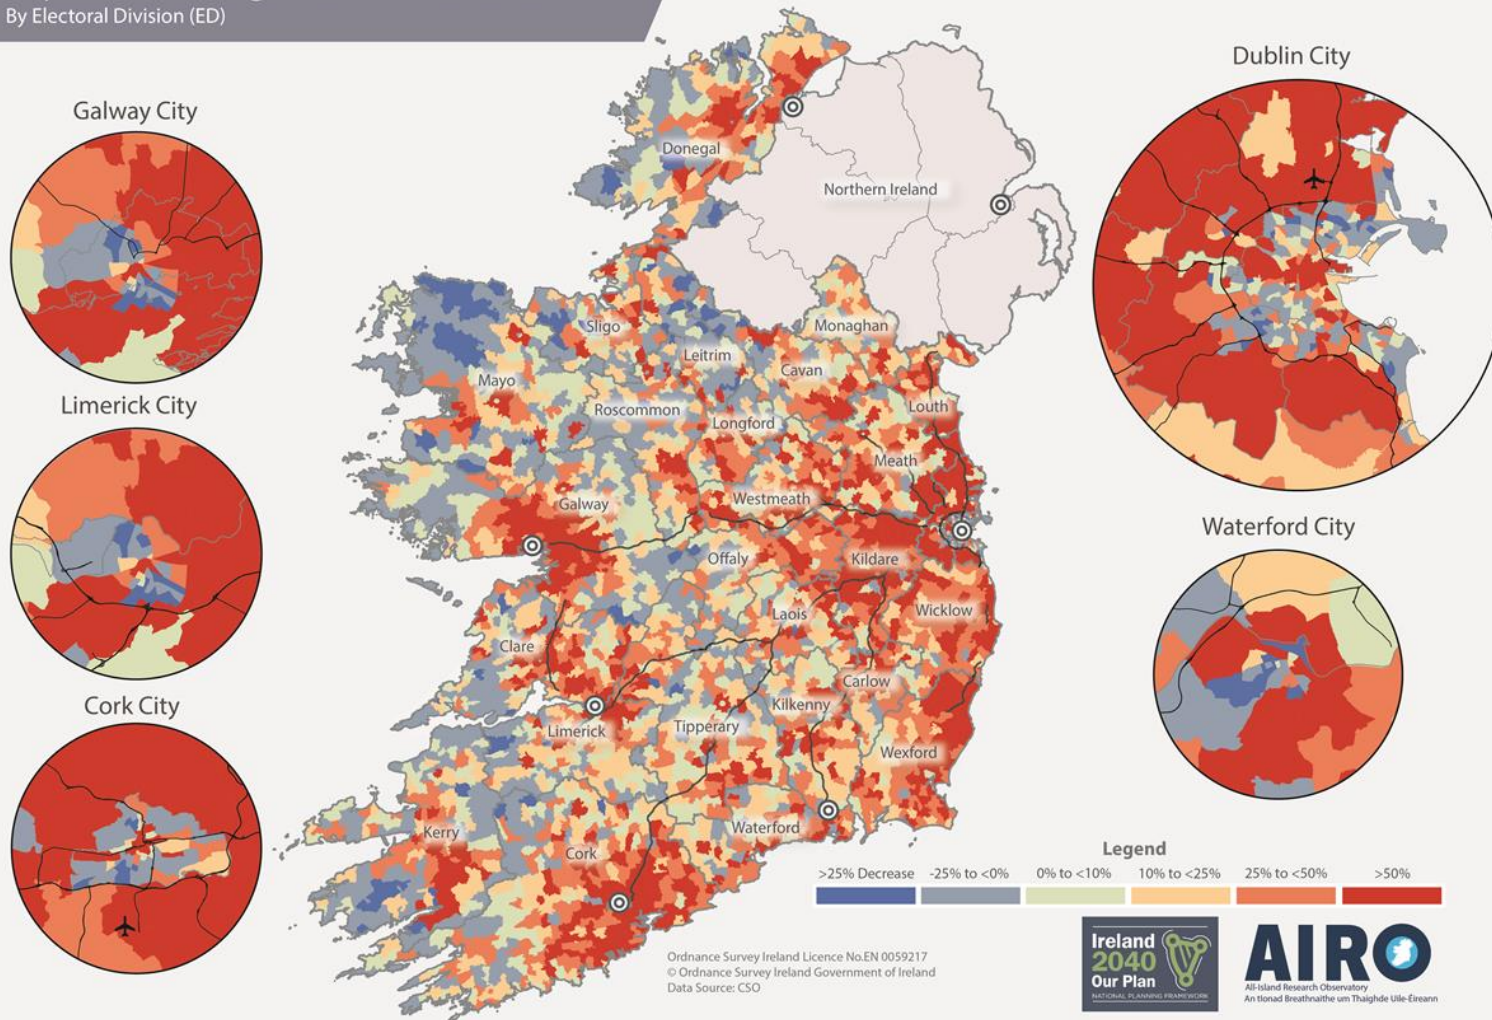 By Electoral Division (ED)
Galway City
Limerick City
Cork City
Donegal
Northern Ireland
Sligo
Monaghan
Leitrim
Cavan
Mayo
Roscommon
Louth
Longford
Meath
Westmeath
Galway
Offaly
Kildare
Laois
Wicklow
Clare
Carlow
Kilkenny
Limerick
Tipperary
Wexford
Waterford
Kerry
Cork
Dublin City
Waterford City
Legend
>25% Decrease
-25% to <0%
0% to <10%
10% to <25%
25% to <50%
>50%
Ordnance Survey Ireland Licence No.EN 0059217
© Ordnance Survey Ireland Government of Ireland
Data Source: CSO
Ireland
2040
Our Plan
NATIONAL PLANNING FRAMEWORK
AIRO
All-Island Research Observatory
An tIonad Breathnaithe um Thaighde Uile-Éireann